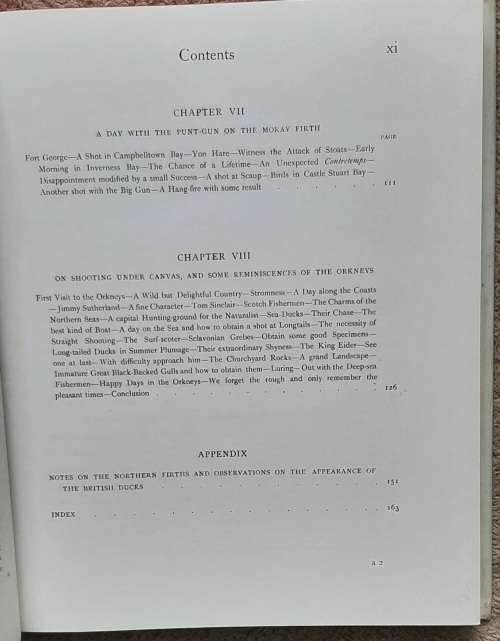 Contents xi
CHAPTER VII
A DAY WITH THE PUNT-GUN ON THE MORAY FIRTH
PAGE
Fort George—A Shot in Campbelltown Bay—Yon Hare—Witness the Attack of Stoats—Early
Morning in Inverness Bay—The Chance of a Lifetime—An Unexpected Contretemps—
Disappointment modified by a small Success—A shot at Scaup—Birds in Castle Stuart Bay—
Another shot with the Big Gun—A Hang-fire with some result . . . . . 111
CHAPTER VIII
ON SHOOTING UNDER CANVAS, AND SOME REMINISCENCES OF THE ORKNEYS
First Visit to the Orkneys—A Wild but Delightful Country—Stromness—A Day along the Coasts
—Jimmy Sutherland—A fine Character—Tom Sinclair—Scotch Fishermen—The Charms of the
Northern Seas—A capital Hunting-ground for the Naturalist—Sea-Ducks—Their Chase—The
best kind of Boat—A day on the Sea and how to obtain a shot at Longtails—The necessity of
Straight Shooting—The Surf-scoter—Sclavonian Grebes—Obtain some good Specimens—
Long-tailed Ducks in Summer Plumage—Their extraordinary Shyness—The King Eider—See
one at last—With difficulty approach him—The Churchyard Rocks—A grand Landscape—
Immature Great Black-Backed Gulls and how to obtain them—Luring—Out with the Deep-sea
Fishermen—Happy Days in the Orkneys—We forget the rough and only remember the
pleasant times—Conclusion . . . . . . . . . . 126
APPENDIX
NOTES ON THE NORTHERN FIRTHS AND OBSERVATIONS ON THE APPEARANCE OF
THE BRITISH DUCKS . . . . . . . . . . 151
INDEX . . . . . . . . . . . . . 163
a 2